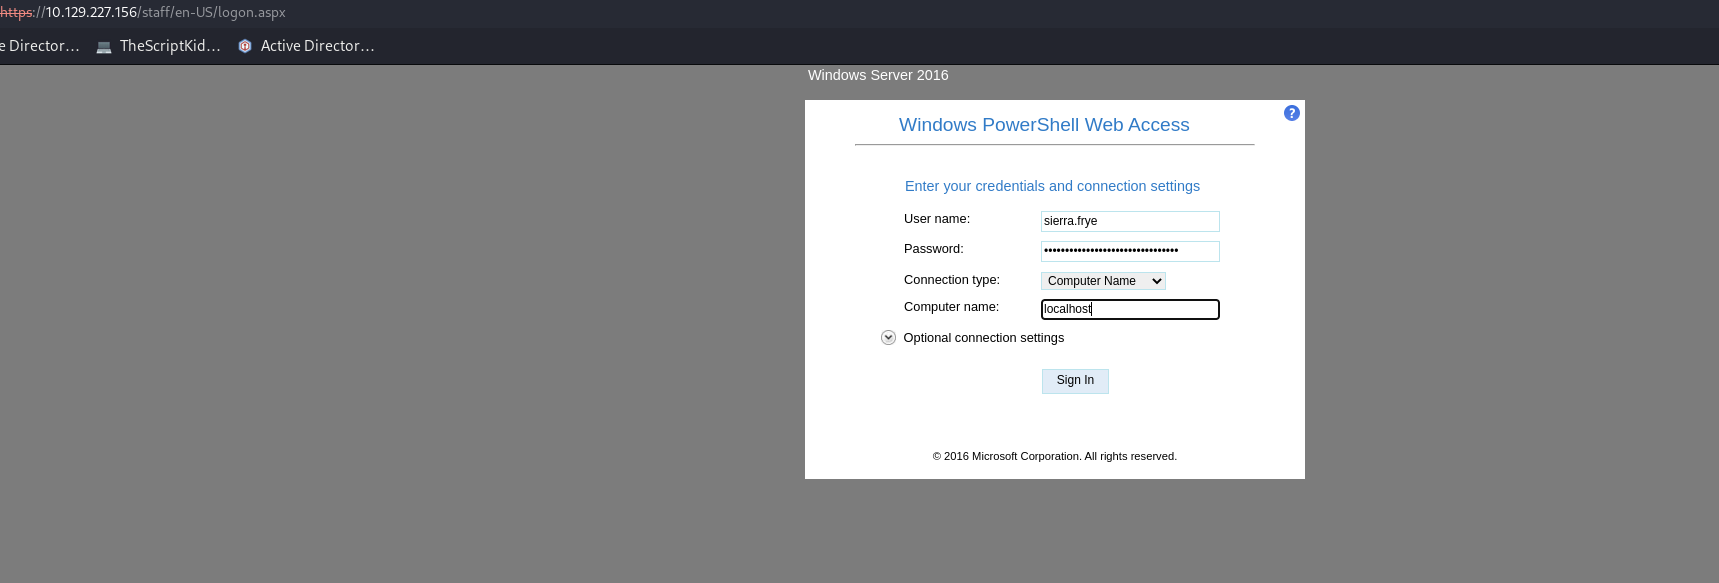 https://10.129.227.156/staff/en-US/logon.aspx
e Director… TheScriptKid… Active Director…
Windows Server 2016
?
Windows PowerShell Web Access
Enter your credentials and connection settings
User name: sierra.frye
Password: ••••••••••••••••••••••••••••••••
Connection type: Computer Name
Computer name: localhost
Optional connection settings
Sign In
© 2016 Microsoft Corporation. All rights reserved.